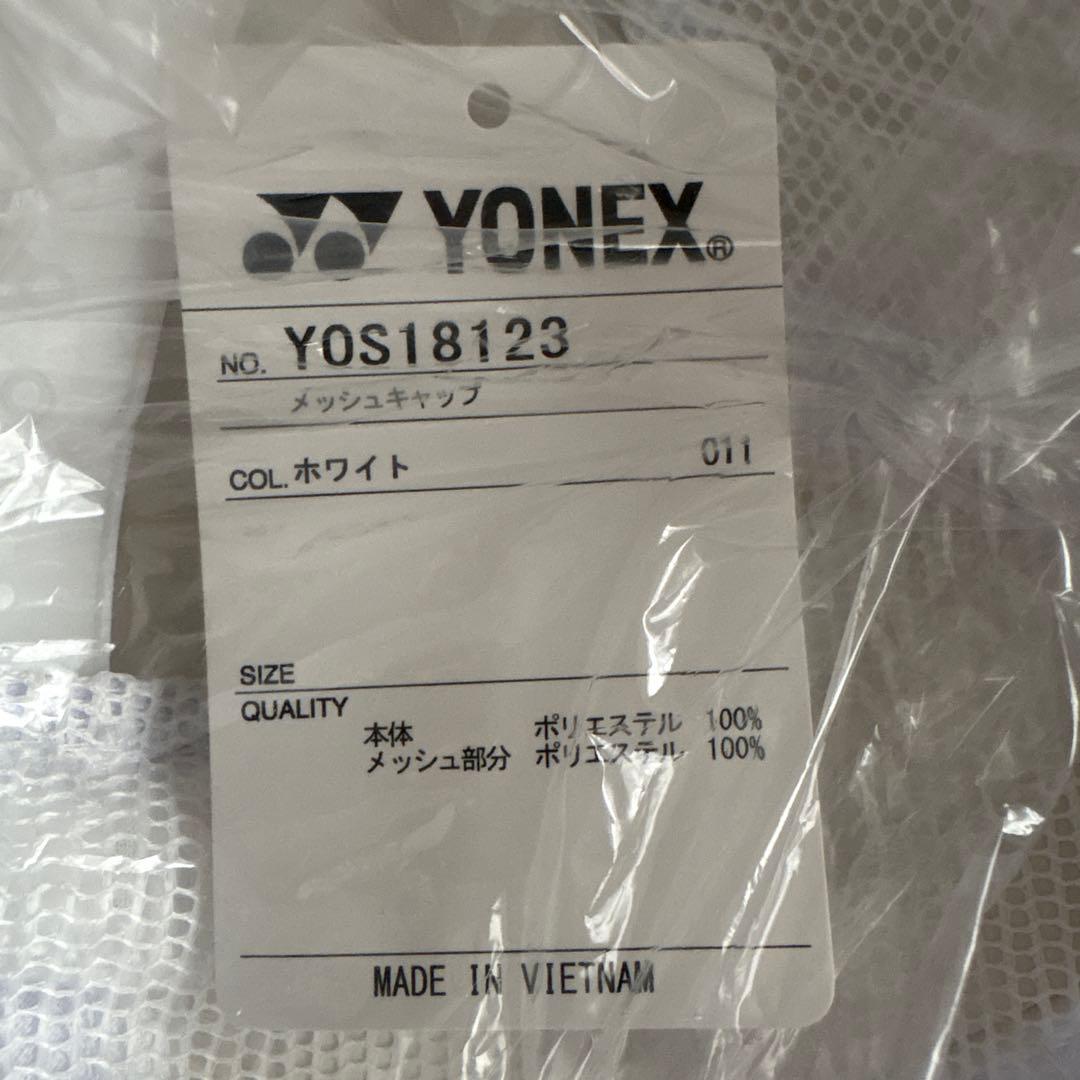 YONEX®
NO. YOS18123
メッシュキャップ
COL. ホワイト 011
SIZE
QUALITY
本体 ポリエステル 100%
メッシュ部分 ポリエステル 100%
MADE IN VIETNAM